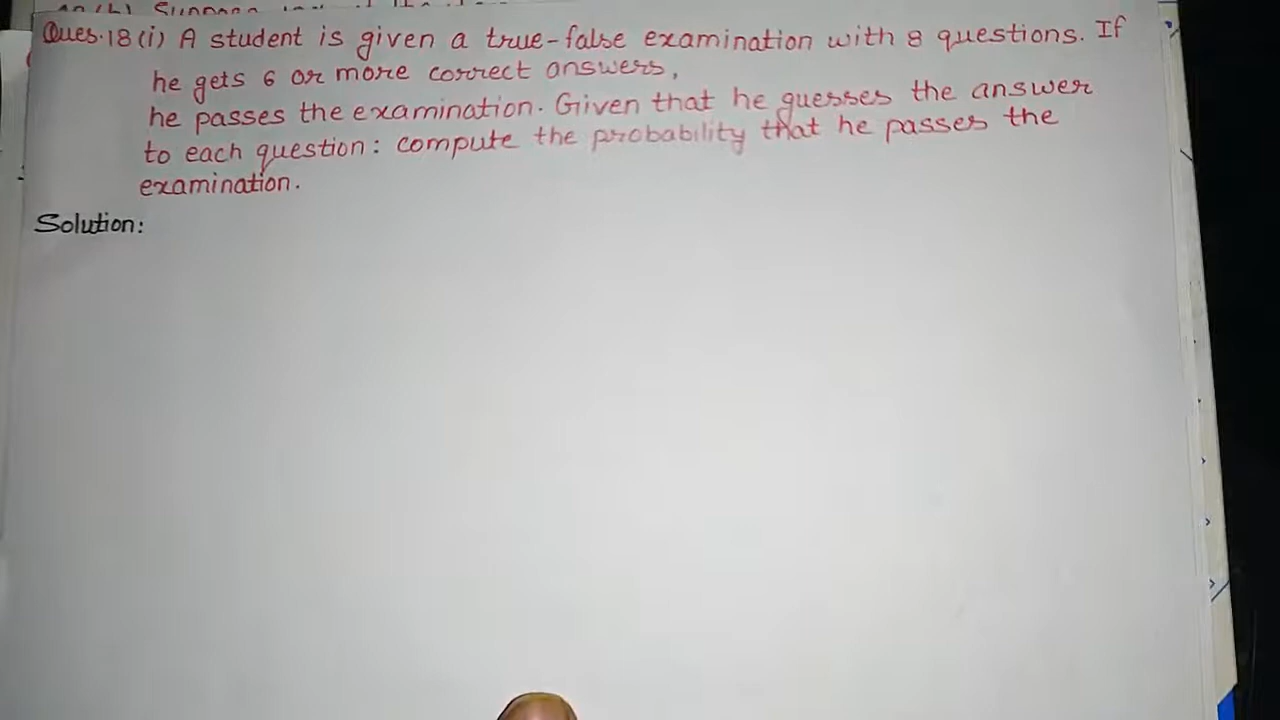 Ques.18 (i) A student is given a true-false examination with 8 questions. If
he gets 6 or more correct answers,
he passes the examination. Given that he guesses the answer
to each question: compute the probability that he passes the
examination.
Solution: